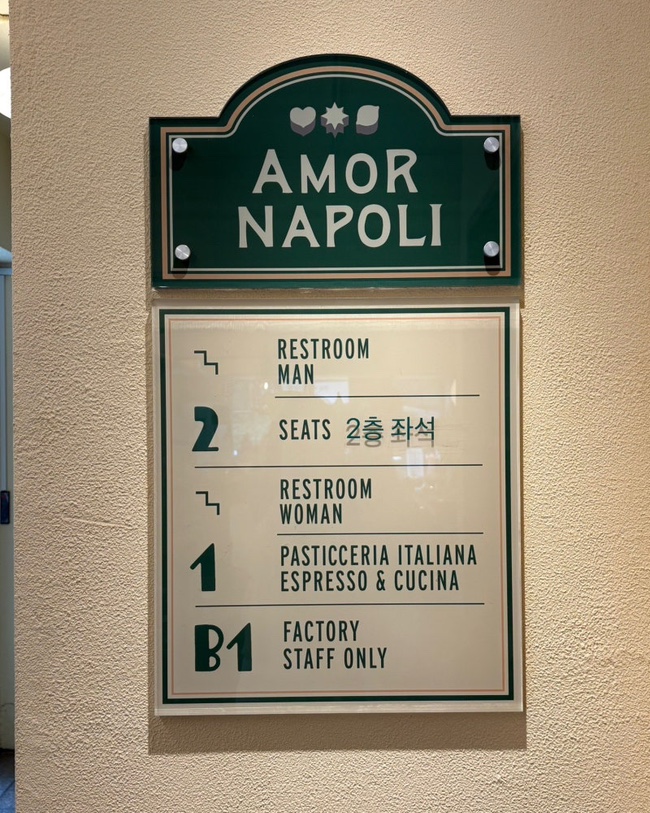 AMOR
NAPOLI
RESTROOM
MAN
2 SEATS 2층 좌석
RESTROOM
WOMAN
1 PASTICCERIA ITALIANA
ESPRESSO & CUCINA
B1 FACTORY
STAFF ONLY